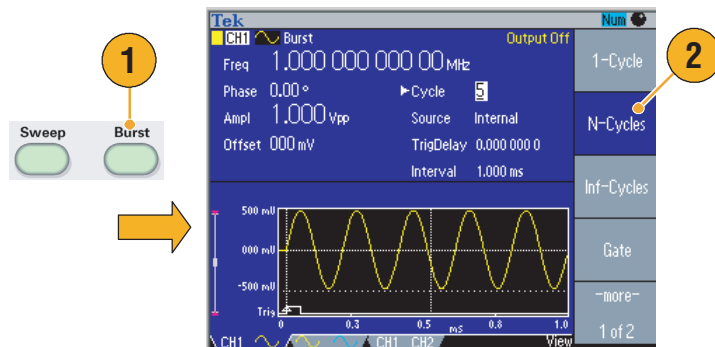 Tek
Num
CH1 Burst
Output Off
Freq 1.000 000 000 00 MHz
Phase 0.00 °
Cycle 5
Ampl 1.000 Vpp
Source Internal
Offset 000 mV
TrigDelay 0.000 000 0
Interval 1.000 ms
1-Cycle
N-Cycles
Inf-Cycles
Gate
-more-
1 of 2
1
2
Sweep
Burst
500 mV
000 mV
-500 mV
Trig
0 0.3 0.5 ms 0.8 1.0
CH1
CH1 CH2
View